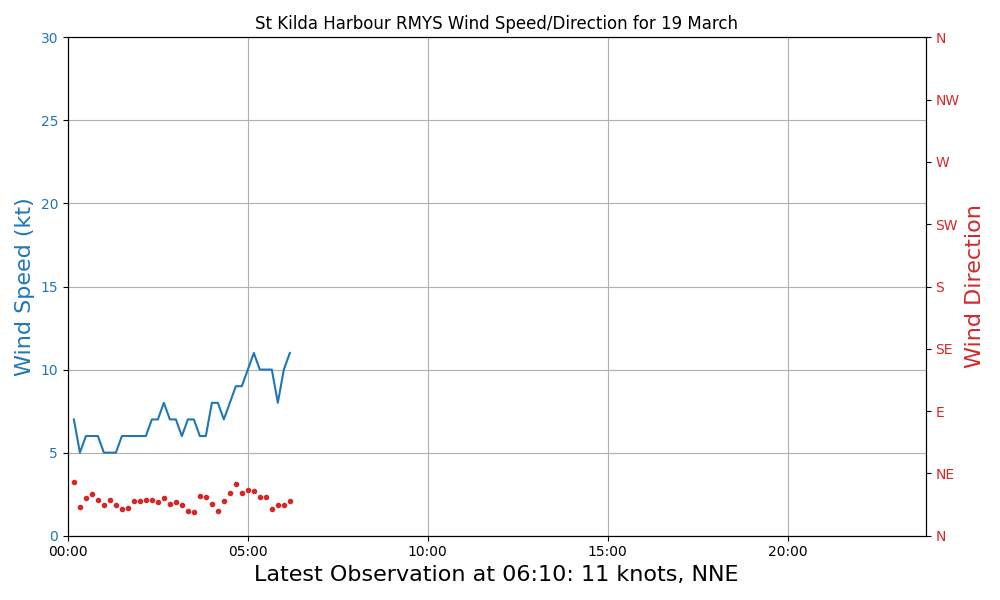 St Kilda Harbour RMYS Wind Speed/Direction for 19 March
30
25
20
15
10
5
0
Wind Speed (kt)
N
NW
W
SW
S
SE
E
NE
N
Wind Direction
00:00 05:00 10:00 15:00 20:00
Latest Observation at 06:10: 11 knots, NNE